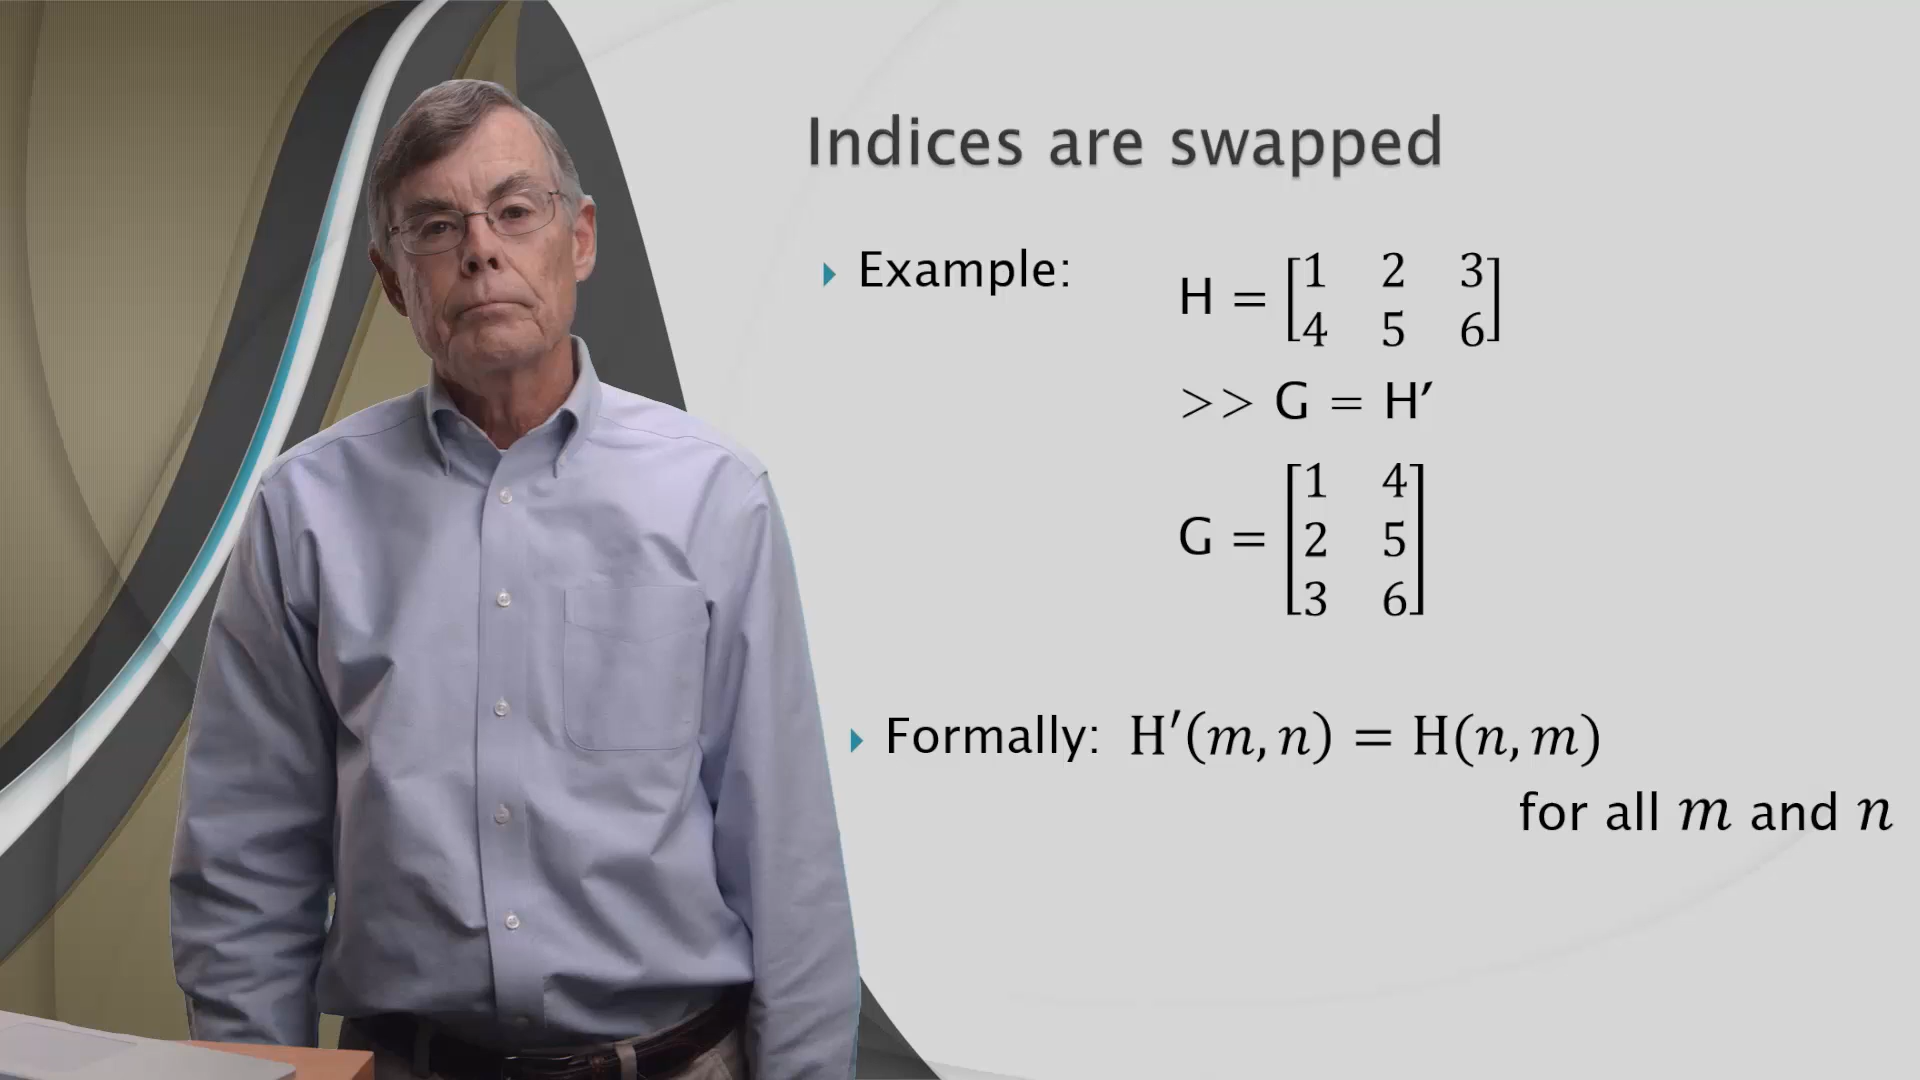 Indices are swapped
Example:
H = [1 2 3
4 5 6]
>> G = H′
G = [1 4
2 5
3 6]
Formally: H′(m, n) = H(n, m)
for all m and n